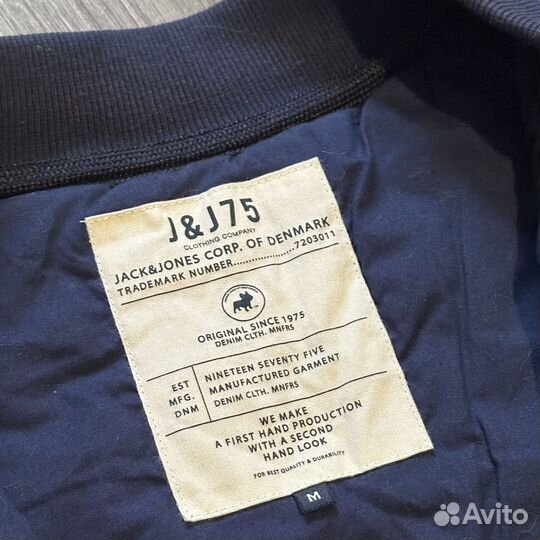 J&J75
CLOTHING COMPANY
JACK&JONES CORP. OF DENMARK
TRADEMARK NUMBER....................7203011
ORIGINAL SINCE 1975
DENIM CLTH. MNFRS
EST
MFG.
DNM
NINETEEN SEVENTY FIVE
MANUFACTURED GARMENT
DENIM CLTH. MNFRS
WE MAKE
A FIRST HAND PRODUCTION
WITH A SECOND
HAND LOOK
FOR BEST QUALITY & DURABILITY
M
Avito